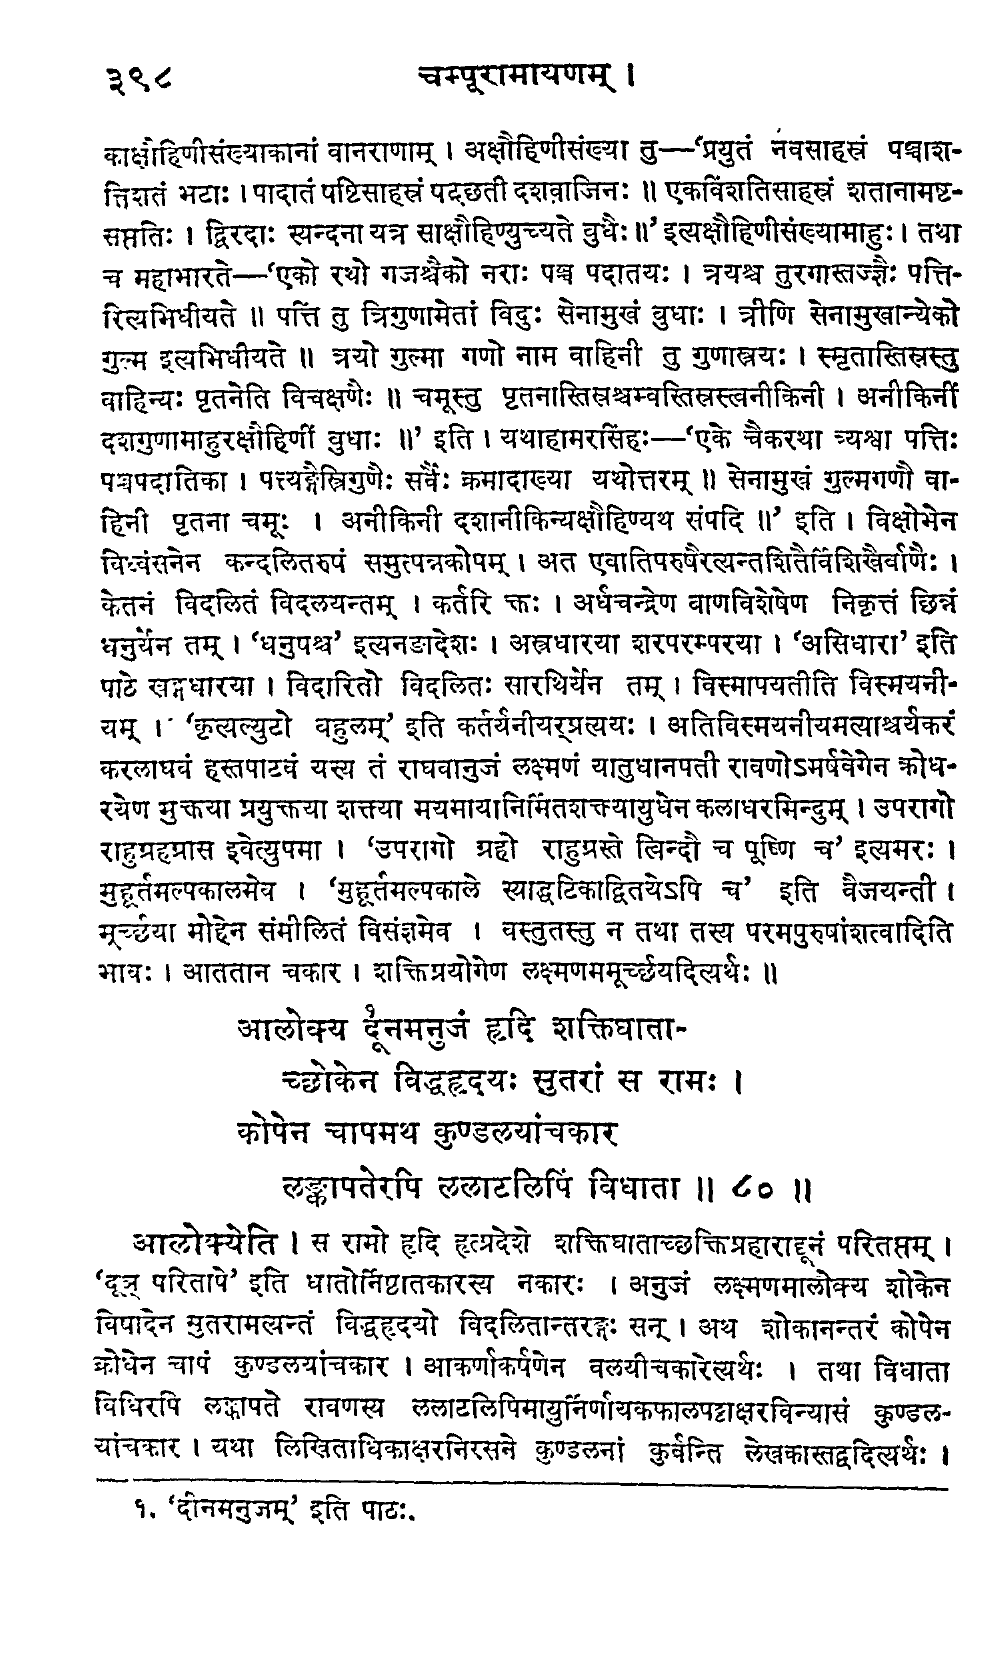 ३९८ चम्पूरामायणम् ।
काक्षौहिणीसंख्याकानां वानराणाम् । अक्षौहिणीसंख्या तु—‘प्रयुतं नवसाहस्रं पञ्चाश-
त्त्रिशतं भटाः । पादातं षष्टिसाहस्रं षट्छती दशवाजिनः ॥ एकविंशतिसाहस्रं शतानामष्ट-
सप्ततिः । द्विरदाः स्यन्दना यत्र साक्षौहिण्युच्यते बुधैः ॥’ इत्यक्षौहिणीसंख्यामाहुः । तथा
च महाभारते—‘एको रथो गजश्चैको नराः पञ्च पदातयः । त्रयश्च तुरगास्तज्ज्ञैः पत्ति-
रित्यभिधीयते ॥ पत्तिं तु त्रिगुणामेतां विदुः सेनामुखं बुधाः । त्रीणि सेनामुखान्येको
गुल्म इत्यभिधीयते ॥ त्रयो गुल्मा गणो नाम वाहिनी तु गुणास्त्रयः । स्मृतास्तिस्रस्तु
वाहिन्यः पृतनेति विचक्षणैः ॥ चमूस्तु पृतनास्तिस्रश्चम्वस्तिस्रस्त्वनीकिनी । अनीकिनीं
दशगुणामाहुरक्षौहिणीं बुधाः ॥’ इति । यथाहामरसिंहः—‘एके चैकरथा त्र्यश्वा पत्तिः
पञ्चपदातिका । पत्त्यङ्गैस्त्रिगुणैः सर्वैः क्रमादाख्या यथोत्तरम् ॥ सेनामुखं गुल्मगणौ वा-
हिनी पृतना चमूः । अनीकिनी दशानीकिन्यक्षौहिण्यथ संपदि ॥’ इति । विक्षोभेन
विध्वंसनेन कन्दलितरुषं समुत्पन्नकोपम् । अत एवातिपरुषैरत्यन्तशितैर्विशिखैर्बाणैः ।
केतनं विदलितं विदलयन्तम् । कर्तरि क्तः । अर्धचन्द्रेण बाणविशेषेण निकृत्तं छिन्नं
धनुर्येन तम् । ‘धनुषश्च’ इत्यनङादेशः । अस्त्रधारया शरपरम्परया । ‘असिधारा’ इति
पाठे खड्गधारया । विदारितो विदलितः सारथिर्येन तम् । विस्मापयतीति विस्मयनी-
यम् । ‘कृत्यल्युटो बहुलम्’ इति कर्तर्यनीयर्प्रत्ययः । अतिविस्मयनीयमत्याश्चर्यकरं
करलाघवं हस्तपाटवं यस्य तं राघवानुजं लक्ष्मणं यातुधानपती रावणोऽमर्षवेगेन क्रोध-
रयेण मुक्तया प्रयुक्तया शक्त्या मयमायानिर्मितशक्त्यायुधेन कलाधरमिन्दुम् । उपरागो
राहुग्रहग्रास इवेत्युपमा । ‘उपरागो ग्रहो राहुग्रस्ते त्विन्दौ च पूष्णि च’ इत्यमरः ।
मुहूर्तमल्पकालमेव । ‘मुहूर्तमल्पकाले स्याद्घटिकाद्वितयेऽपि च’ इति वैजयन्ती ।
मूर्च्छया मोहेन संमीलितं विसंज्ञमेव । वस्तुतस्तु न तथा तस्य परमपुरुषांशत्वादिति
भावः । आततान चकार । शक्तिप्रयोगेण लक्ष्मणममूर्च्छयदित्यर्थः ॥
आलोक्य दू१नमनुजं हृदि शक्तिघाता-
च्छोकेन विद्धहृदयः सुतरां स रामः ।
कोपेन चापमथ कुण्डलयांचकार
लङ्कापतेरपि ललाटलिपिं विधाता ॥ ८० ॥
आलोक्येति । स रामो हृदि हृत्प्रदेशे शक्तिघाताच्छक्तिप्रहाराद्दूनं परितप्तम् ।
‘दूञ् परितापे’ इति धातोर्निष्ठातकारस्य नकारः । अनुजं लक्ष्मणमालोक्य शोकेन
विषादेन सुतरामत्यन्तं विद्धहृदयो विदलितान्तरङ्गः सन् । अथ शोकानन्तरं कोपेन
क्रोधेन चापं कुण्डलयांचकार । आकर्णाकर्षणेन वलयीचकारेत्यर्थः । तथा विधाता
विधिरपि लङ्कापते रावणस्य ललाटलिपिमायुर्निर्णायकफालपट्टाक्षरविन्यासं कुण्डल-
यांचकार । यथा लिखिताधिकाक्षरनिरसने कुण्डलनां कुर्वन्ति लेखकास्तद्वदित्यर्थः ।
१. ‘दीनमनुजम्’ इति पाठः.